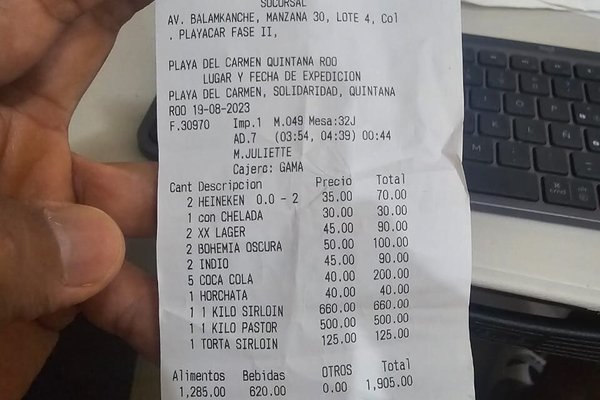 SUCURSAL
AV. BALAMKANCHE, MANZANA 30, LOTE 4, Col
. PLAYACAR FASE II,
PLAYA DEL CARMEN QUINTANA ROO
LUGAR Y FECHA DE EXPEDICION
PLAYA DEL CARMEN, SOLIDARIDAD, QUINTANA
ROO 19-08-2023
F.30970 Imp.1 M.049 Mesa:32J
AD.7 (03:54, 04:39) 00:44
M.JULIETTE
Cajero: GAMA
Cant Descripcion Precio Total
2 HEINEKEN 0.0 - 2 35.00 70.00
1 con CHELADA 30.00 30.00
2 XX LAGER 45.00 90.00
2 BOHEMIA OSCURA 50.00 100.00
2 INDIO 45.00 90.00
5 COCA COLA 40.00 200.00
1 HORCHATA 40.00 40.00
1 1 KILO SIRLOIN 660.00 660.00
1 1 KILO PASTOR 500.00 500.00
1 TORTA SIRLOIN 125.00 125.00
Alimentos Bebidas OTROS Total
1,285.00 620.00 0.00 1,905.00